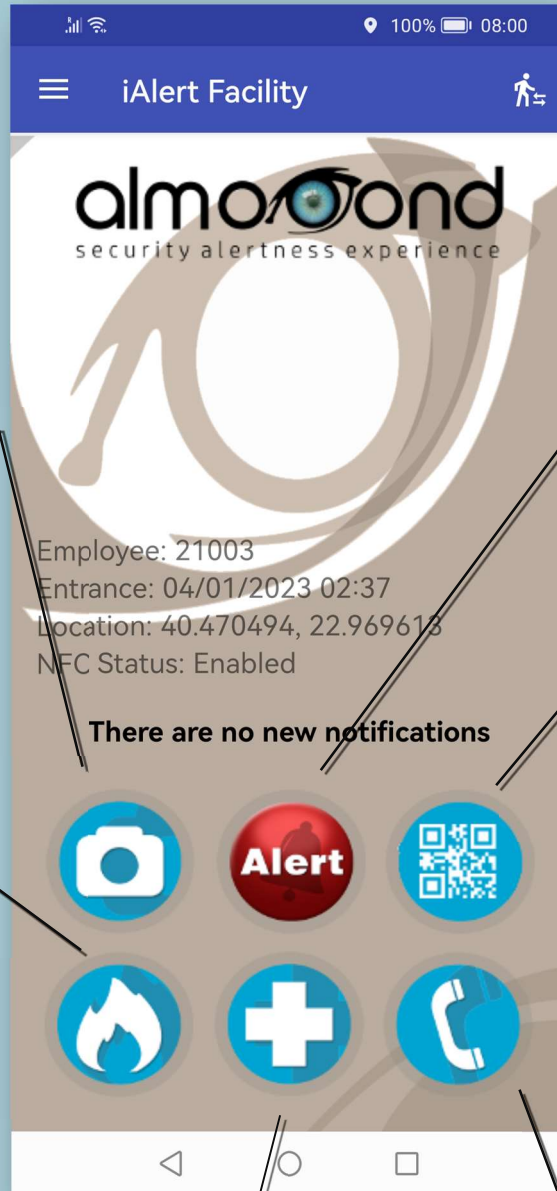 R
100% 08:00
iAlert Facility
almoond
security alertness experience
Employee: 21003
Entrance: 04/01/2023 02:37
Location: 40.470494, 22.969613
NFC Status: Enabled
There are no new notifications
Alert